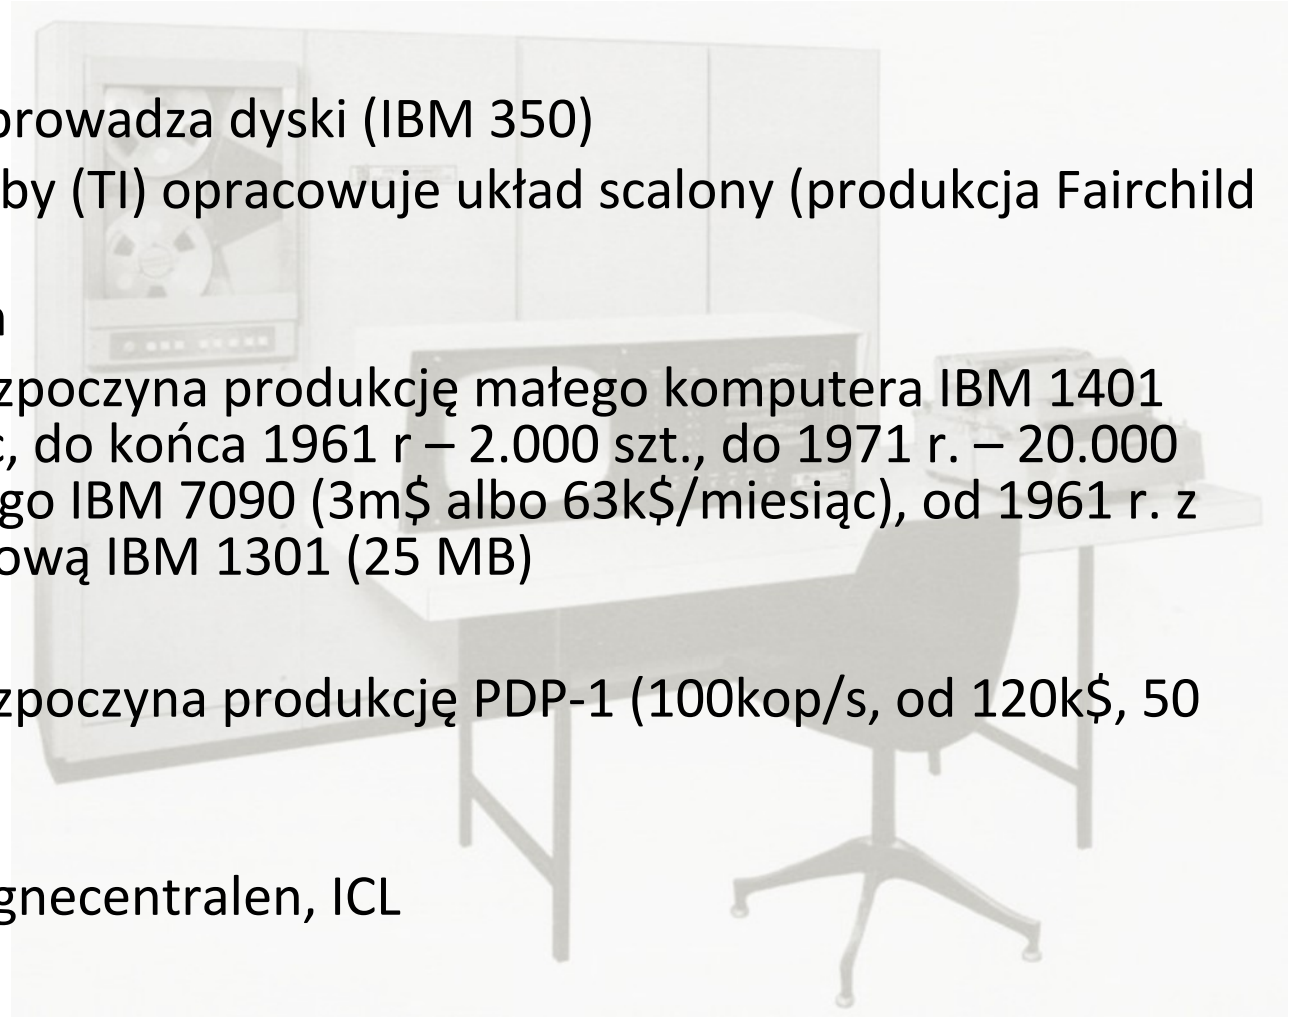 prowadza dyski (IBM 350)
by (TI) opracowuje układ scalony (produkcja Fairchild
zpoczyna produkcję małego komputera IBM 1401
c, do końca 1961 r – 2.000 szt., do 1971 r. – 20.000
go IBM 7090 (3m$ albo 63k$/miesiąc), od 1961 r. z
ową IBM 1301 (25 MB)
zpoczyna produkcję PDP-1 (100kop/s, od 120k$, 50
gnecentralen, ICL